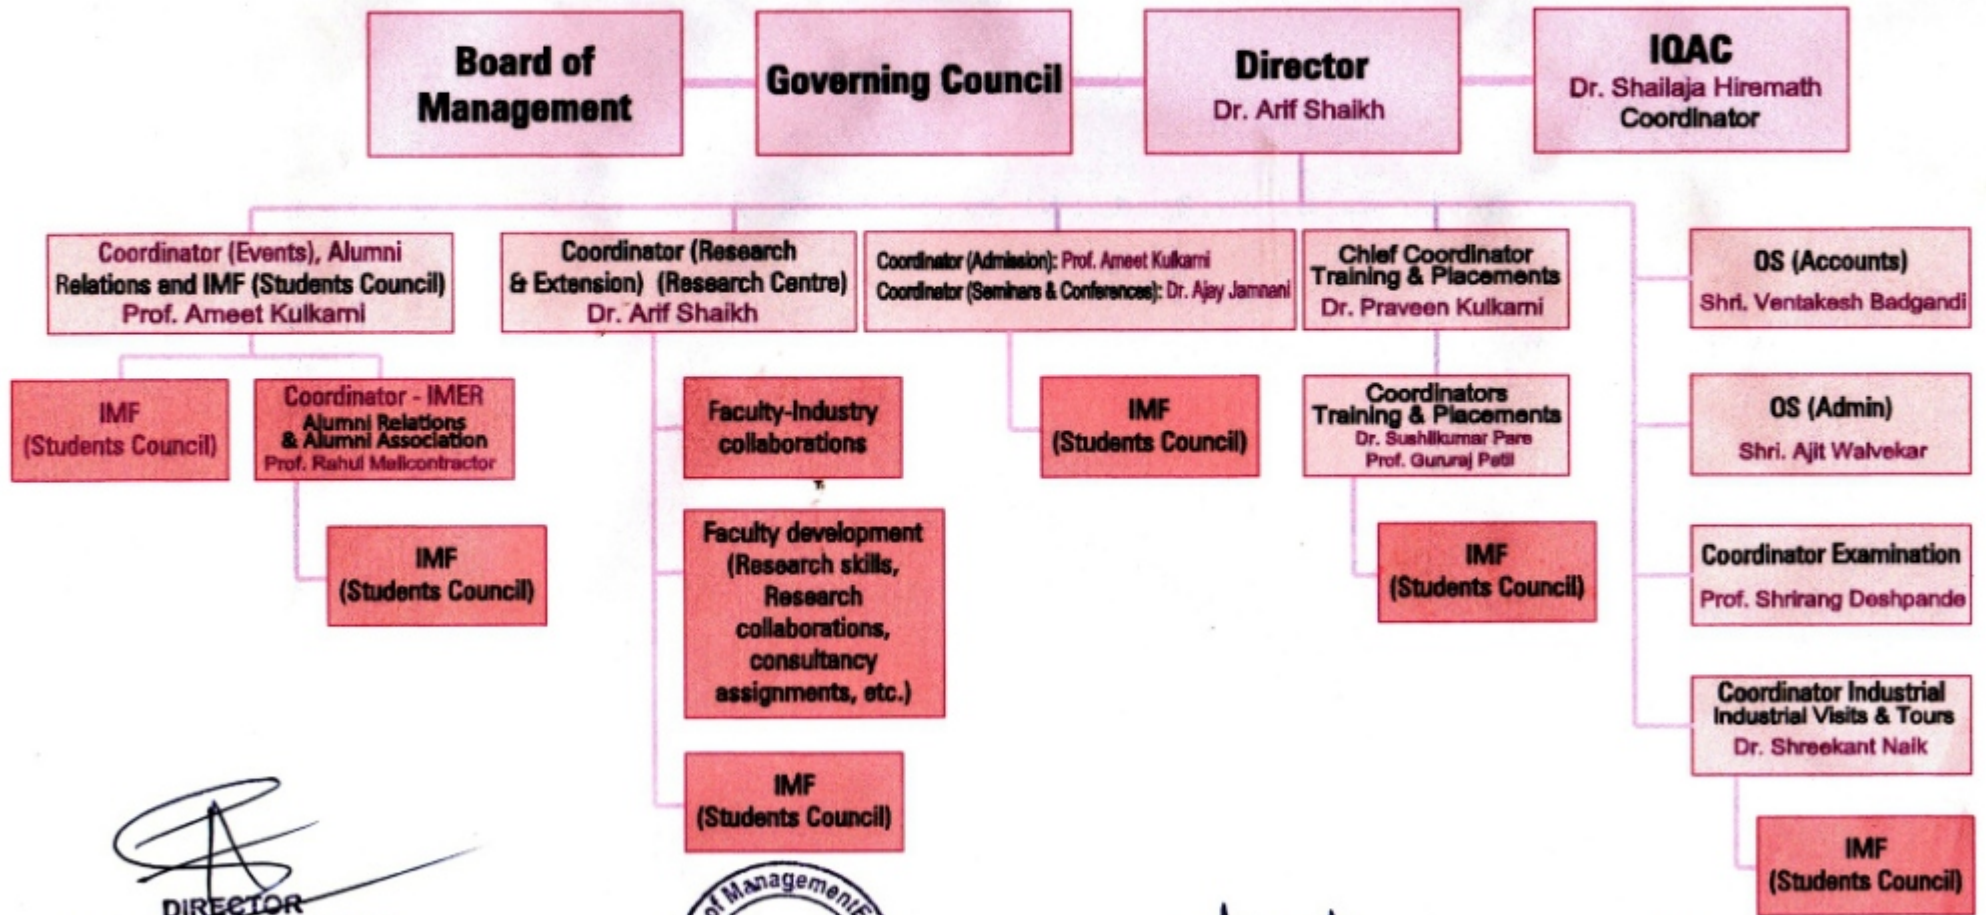 Board of
Management
Governing Council
Director
Dr. Arif Shaikh
IQAC
Dr. Shailaja Hiremath
Coordinator
Coordinator (Events), Alumni
Relations and IMF (Students Council)
Prof. Ameet Kulkarni
Coordinator (Research
& Extension) (Research Centre)
Dr. Arif Shaikh
Coordinator (Admission): Prof. Ameet Kulkarni
Coordinator (Seminars & Conferences): Dr. Ajay Jamnani
Chief Coordinator
Training & Placements
Dr. Praveen Kulkarni
OS (Accounts)
Shri. Ventakesh Badgandi
IMF
(Students Council)
Coordinator - IMER
Alumni Relations
& Alumni Association
Prof. Rahul Mailcontractor
IMF
(Students Council)
Faculty-Industry
collaborations
Faculty development
(Research skills,
Research
collaborations,
consultancy
assignments, etc.)
IMF
(Students Council)
IMF
(Students Council)
Coordinators
Training & Placements
Dr. Sushilkumar Pare
Prof. Gururaj Patil
IMF
(Students Council)
OS (Admin)
Shri. Ajit Walvekar
Coordinator Examination
Prof. Shrirang Deshpande
Coordinator Industrial
Industrial Visits & Tours
Dr. Shreekant Naik
IMF
(Students Council)
DIRECTOR
of Management